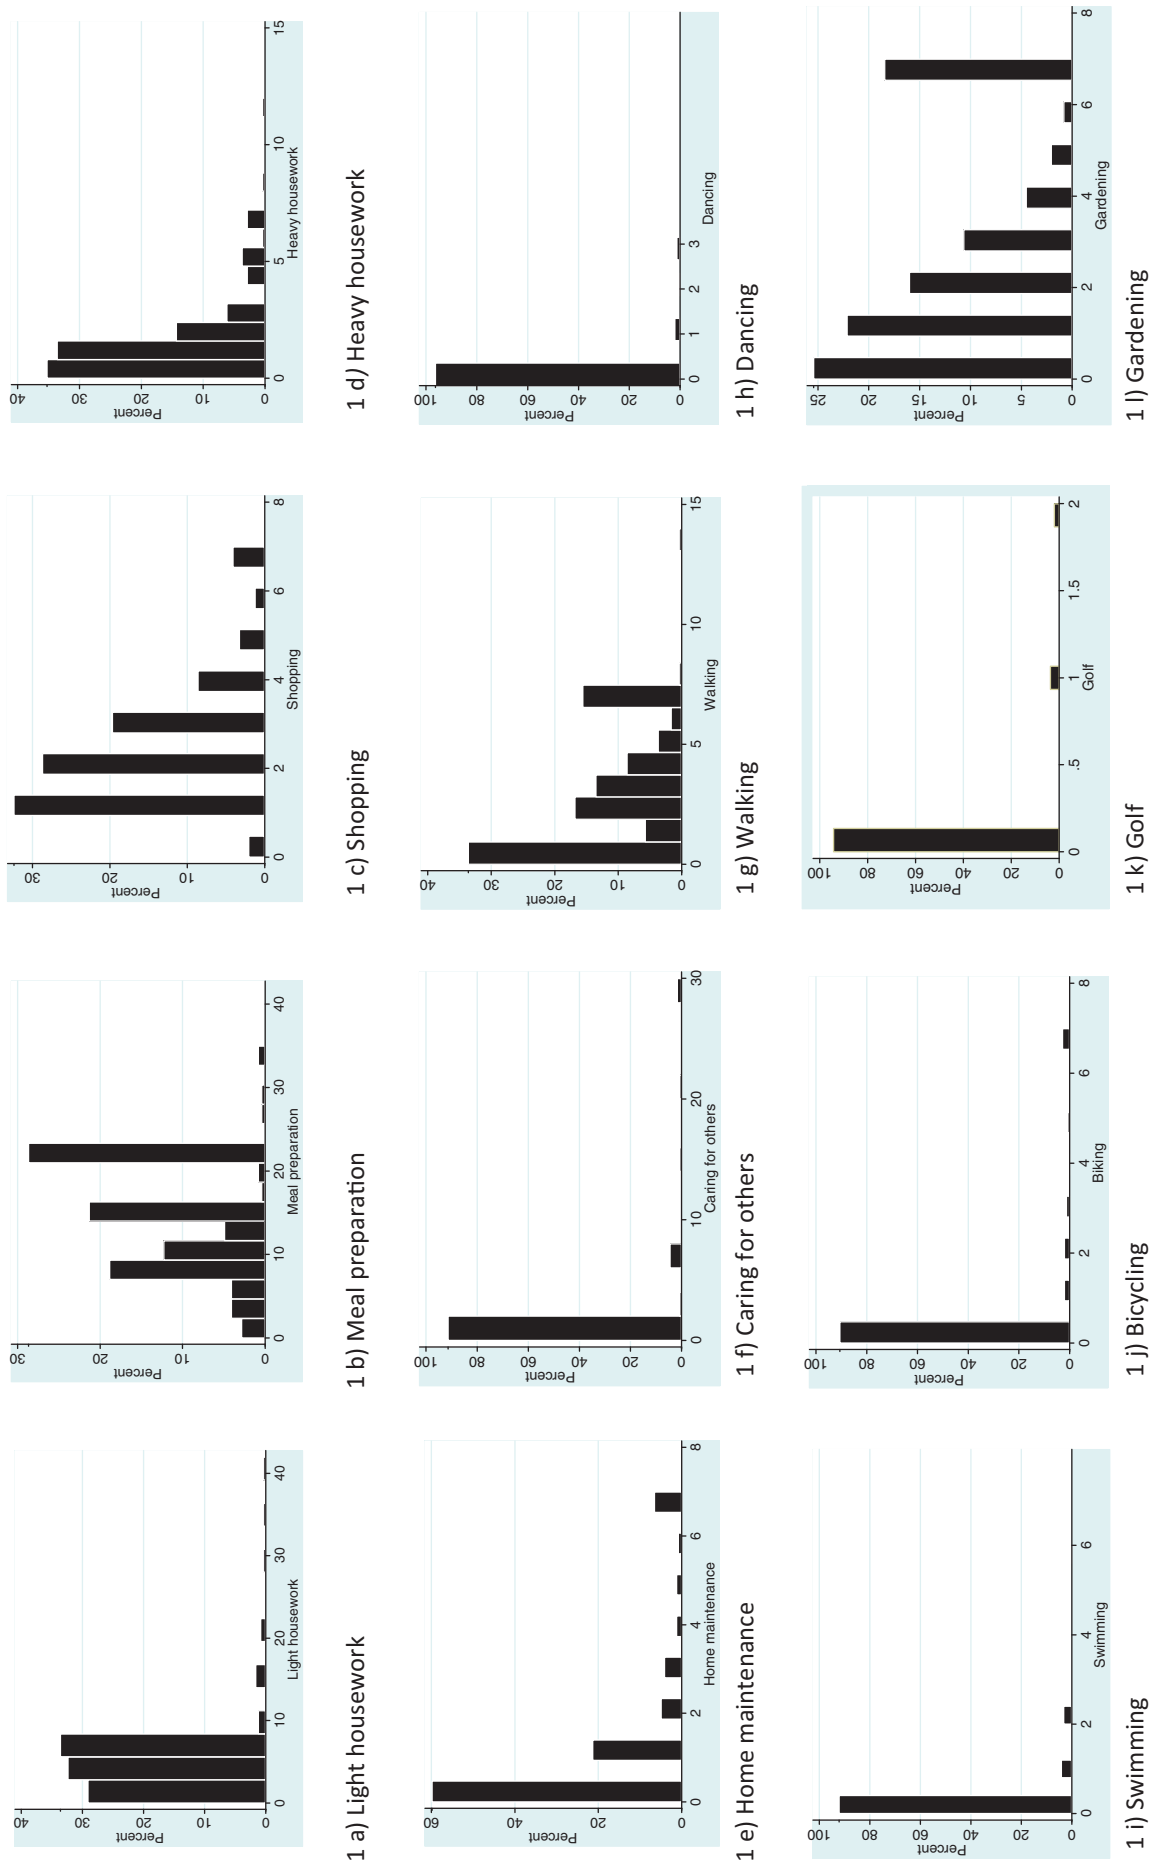 Percent
0 10 20 30 40
0 10 20 30 40
Light housework
1 a) Light housework
Percent
0 10 20 30
0 10 20 30 40
Meal preparation
1 b) Meal preparation
Percent
0 10 20 30
0 2 4 6 8
Shopping
1 c) Shopping
Percent
0 10 20 30 40
0 5 10 15
Heavy housework
1 d) Heavy housework
Percent
0 20 40 60
0 2 4 6 8
Home maintenance
1 e) Home maintenance
Percent
0 20 40 60 80 100
0 10 20 30
Caring for others
1 f) Caring for others
Percent
0 10 20 30 40
0 5 10 15
Walking
1 g) Walking
Percent
0 20 40 60 80 100
0 1 2 3
Dancing
1 h) Dancing
Percent
0 20 40 60 80 100
0 2 4 6
Swimming
1 i) Swimming
Percent
0 20 40 60 80 100
0 2 4 6 8
Biking
1 j) Bicycling
Percent
0 20 40 60 80 100
0 .5 1 1.5 2
Golf
1 k) Golf
Percent
0 5 10 15 20 25
0 2 4 6 8
Gardening
1 l) Gardening